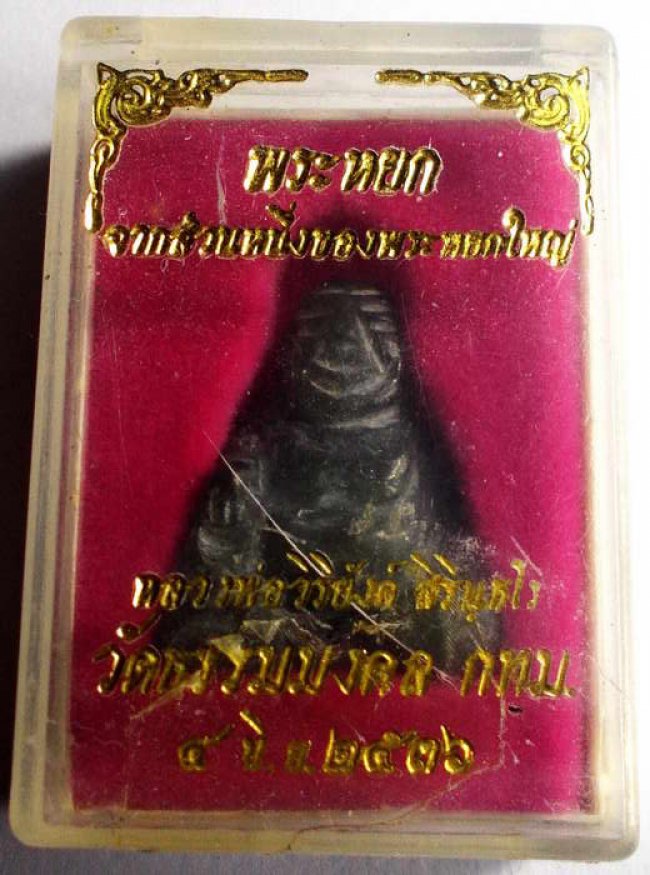 พระหยก
จากส่วนหนึ่งของพระหยกใหญ่
หลวงพ่อวิริยังค์ สิรินฺธโร
วัดธรรมมงคล กทม.
๔ มิ.ย.๒๕๓๖